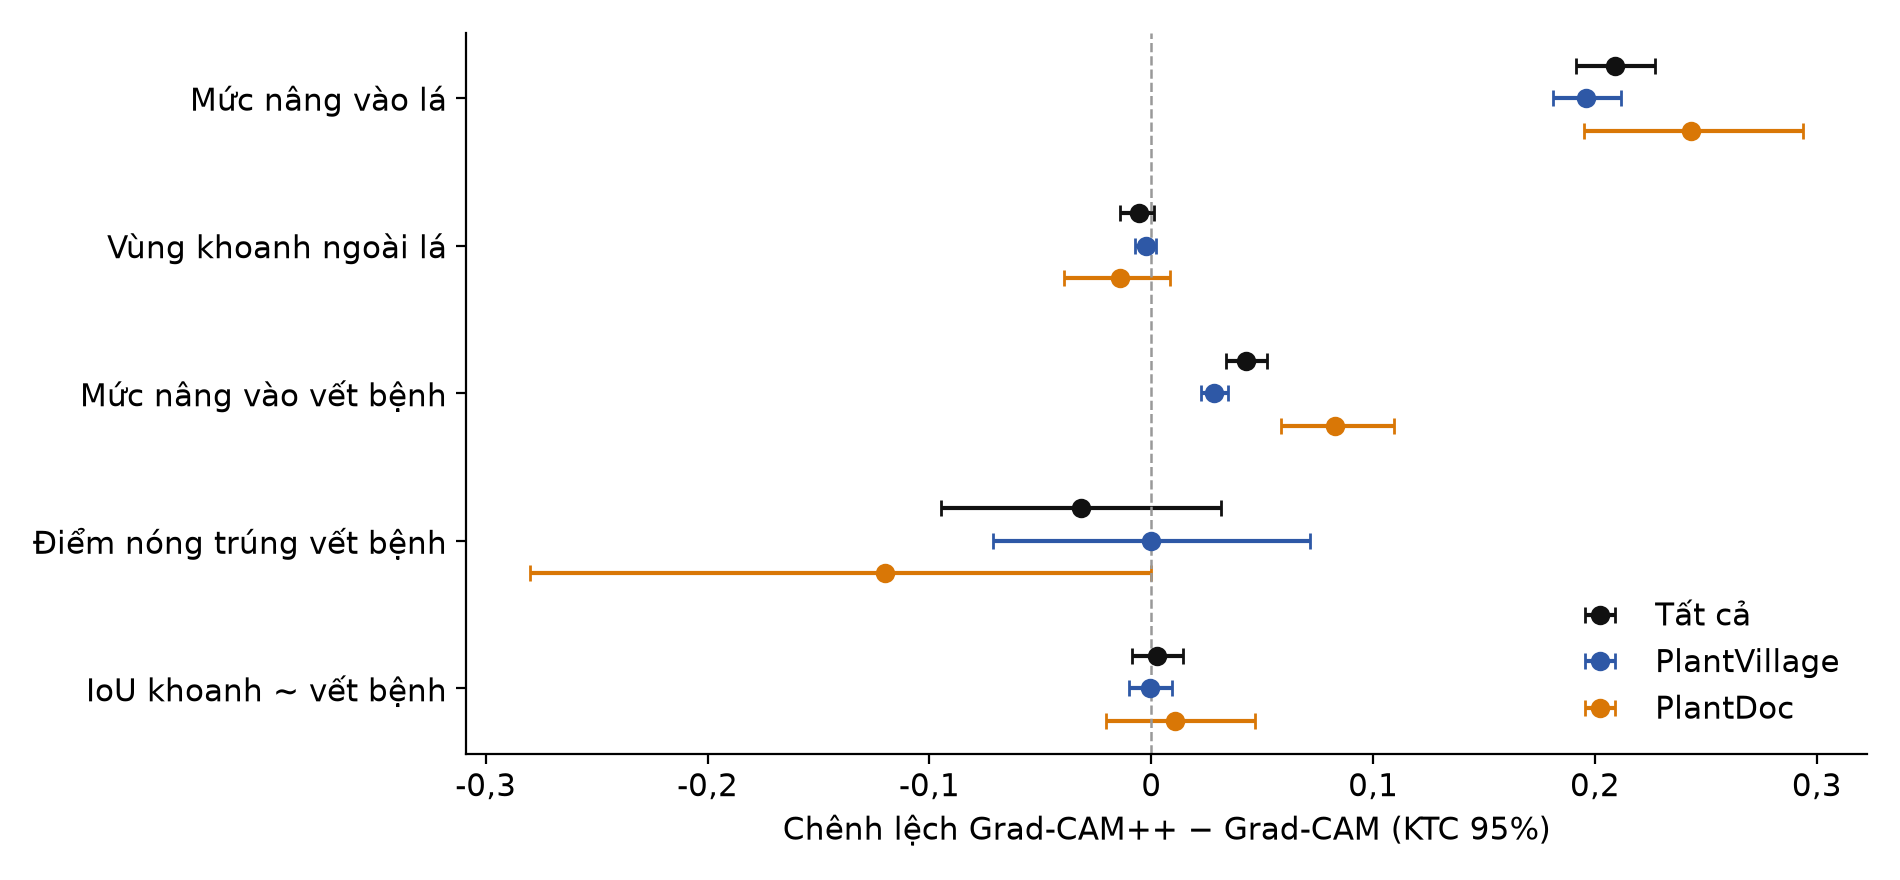 Mức nâng vào lá
Vùng khoanh ngoài lá
Mức nâng vào vết bệnh
Điểm nóng trúng vết bệnh
IoU khoanh ~ vết bệnh
Tất cả
PlantVillage
PlantDoc
-0,3 -0,2 -0,1 0 0,1 0,2 0,3
Chênh lệch Grad-CAM++ − Grad-CAM (KTC 95%)